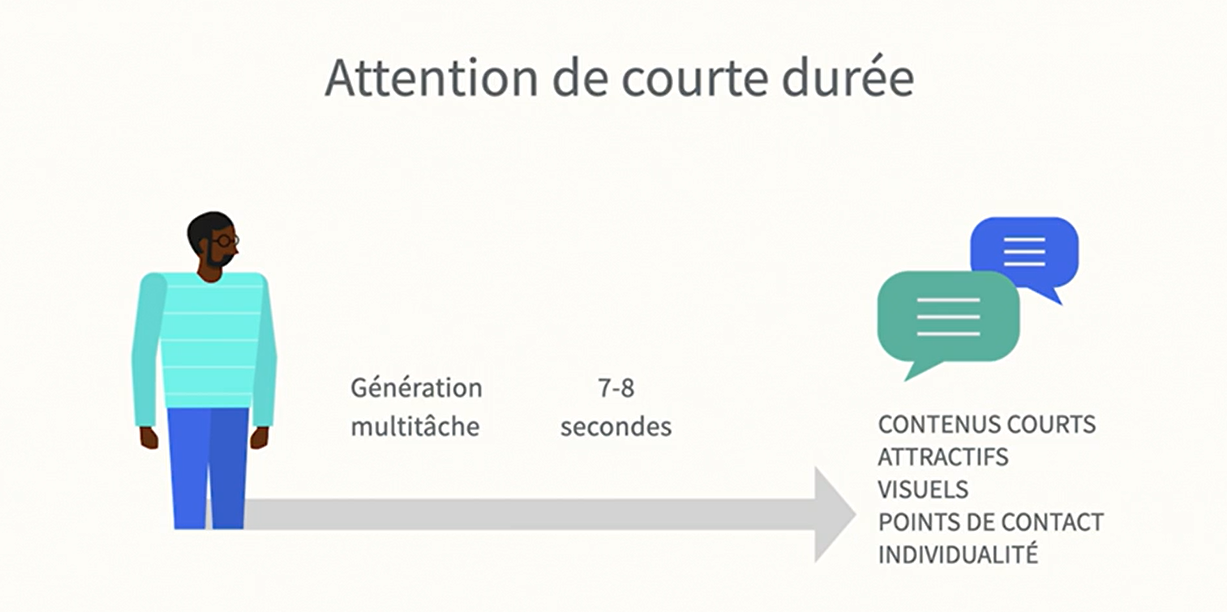 Attention de courte durée
Génération
multitâche
7-8
secondes
CONTENUS COURTS
ATTRACTIFS
VISUELS
POINTS DE CONTACT
INDIVIDUALITÉ